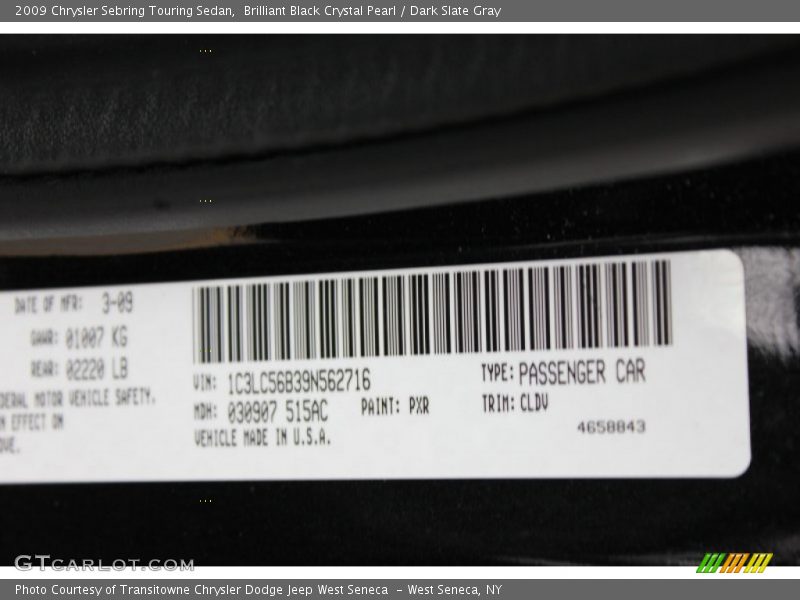 2009 Chrysler Sebring Touring Sedan, Brilliant Black Crystal Pearl / Dark Slate Gray
DATE OF MFR: 3-09
GAWR: 01007 KG
REAR: 02220 LB
DERAL MOTOR VEHICLE SAFETY.
N EFFECT ON
OVE.
VIN: 1C3LC56B39N562716
TYPE: PASSENGER CAR
MDH: 030907 515AC
PAINT: PXR
TRIM: CLDV
VEHICLE MADE IN U.S.A.
4658843
GTCARLOT.COM
Photo Courtesy of Transitowne Chrysler Dodge Jeep West Seneca - West Seneca, NY